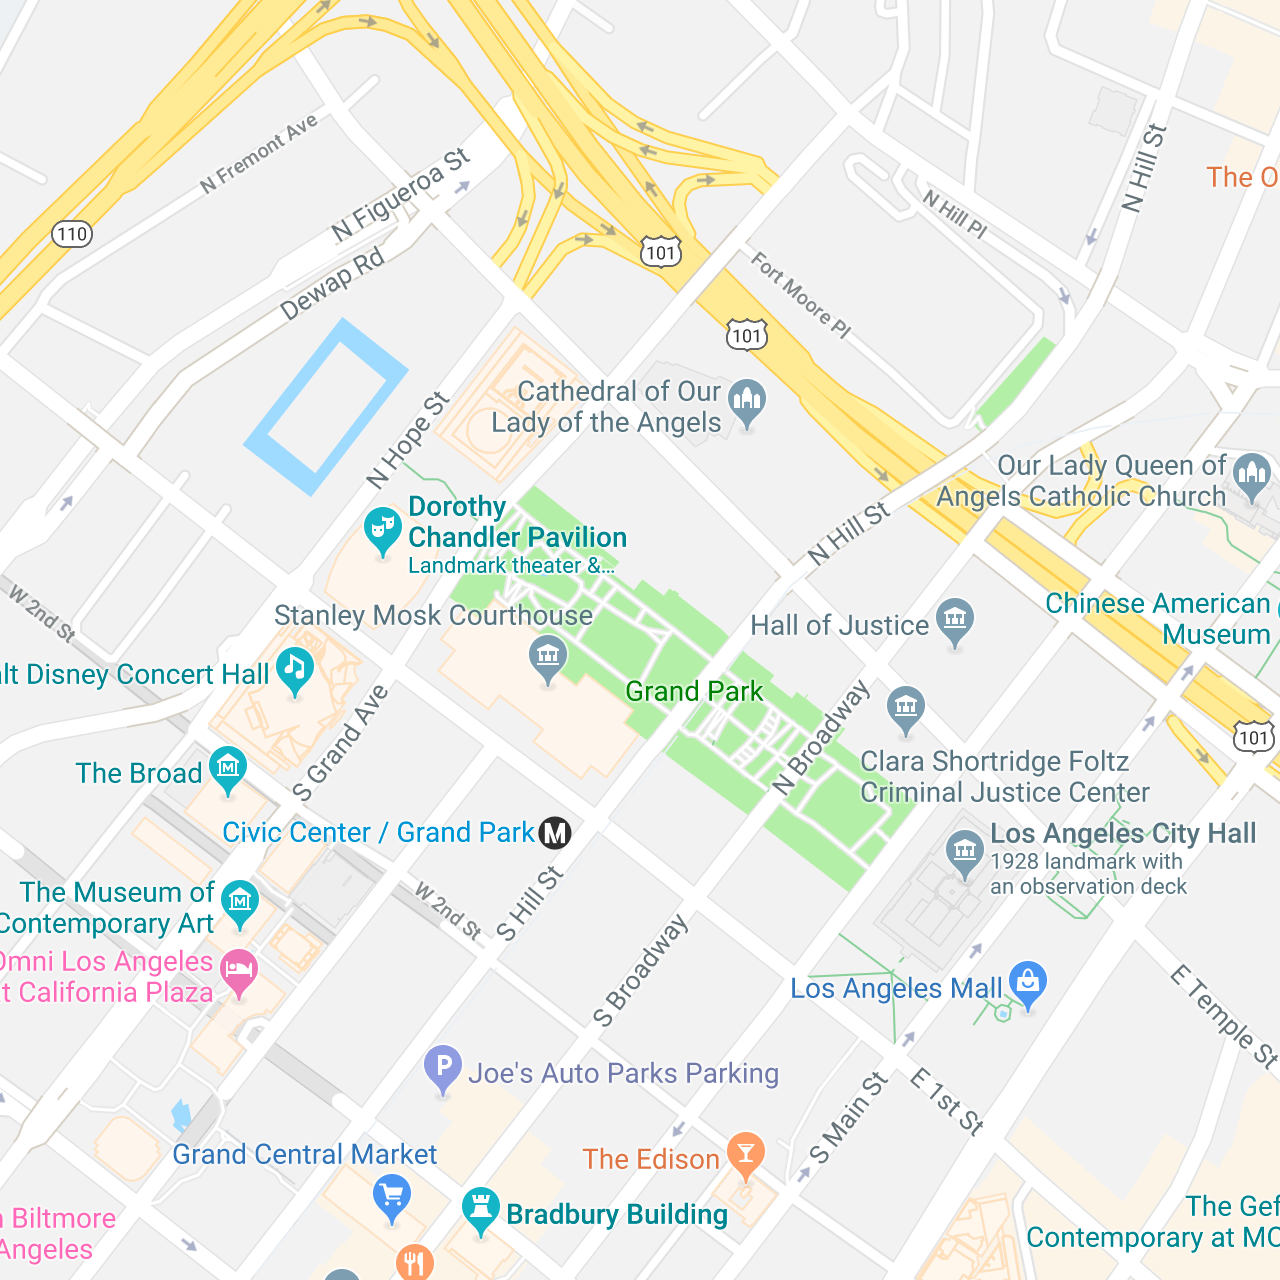 N Fremont Ave
N Figueroa St
Dewap Rd
110
101
101
N Hill St
The O
N Hill Pl
Fort Moore Pl
Cathedral of Our
Lady of the Angels
N Hope St
Our Lady Queen of
Angels Catholic Church
N Hill St
Dorothy
Chandler Pavilion
Landmark theater &...
Stanley Mosk Courthouse
W 2nd St
Hall of Justice
Chinese American
Museum
lt Disney Concert Hall
Grand Park
S Grand Ave
N Broadway
101
The Broad
Clara Shortridge Foltz
Criminal Justice Center
Civic Center / Grand Park
M
Los Angeles City Hall
1928 landmark with
an observation deck
The Museum of
Contemporary Art
W 2nd St
S Hill St
Omni Los Angeles
t California Plaza
S Broadway
Los Angeles Mall
E Temple St
P
Joe's Auto Parks Parking
E 1st St
S Main St
Grand Central Market
The Edison
Bradbury Building
Biltmore
Angeles
The Gef
Contemporary at MO